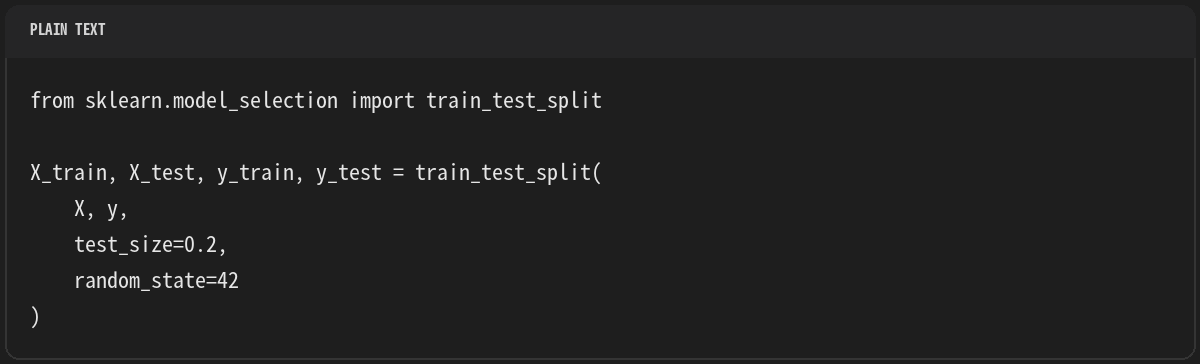 PLAIN TEXT
from sklearn.model_selection import train_test_split
X_train, X_test, y_train, y_test = train_test_split(
    X, y,
    test_size=0.2,
    random_state=42
)